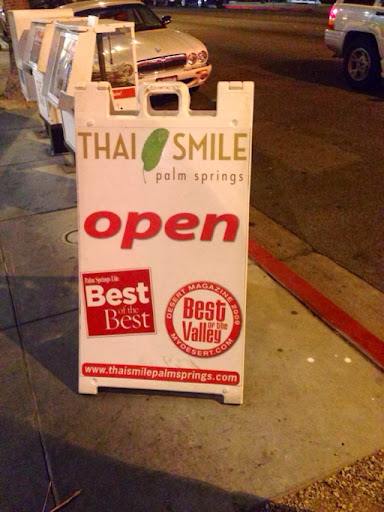 THAI SMILE
palm springs
open
Palm Springs Life
Best
of the
Best
DESERT MAGAZINE 2009
Best
OF THE
Valley
MYDESERT.COM
www.thaismilepalmsprings.com